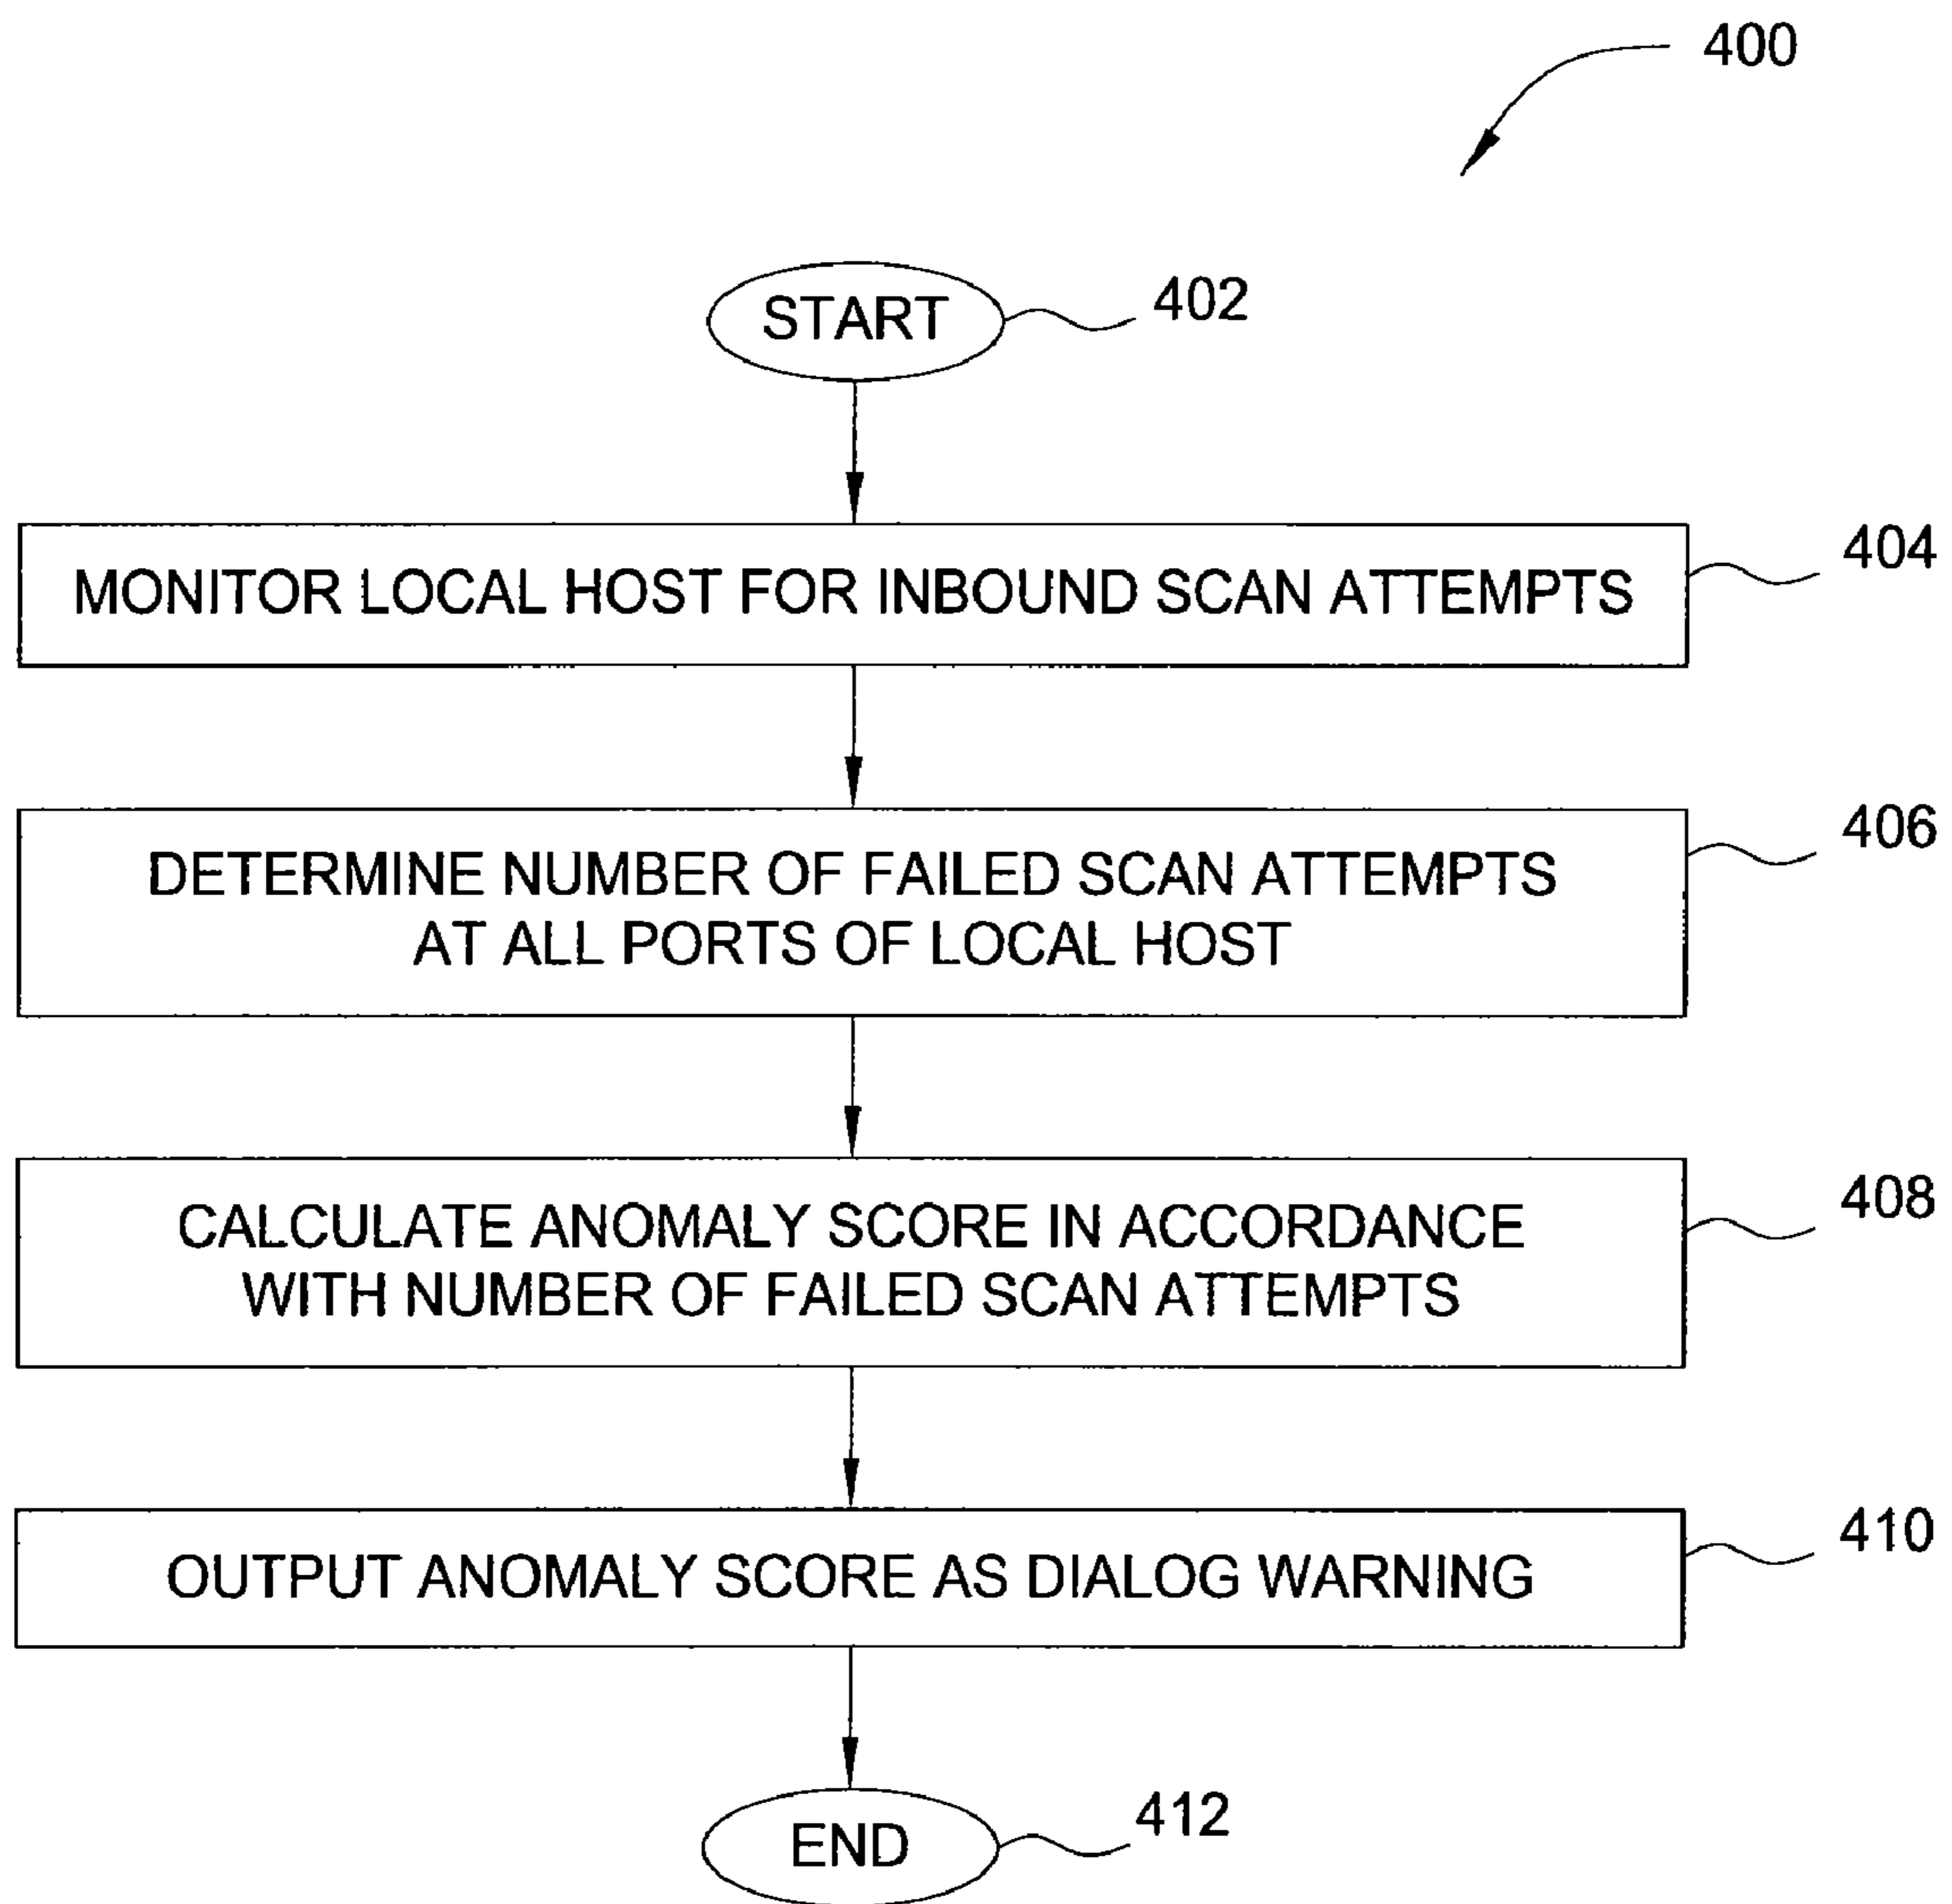 400
START
402
MONITOR LOCAL HOST FOR INBOUND SCAN ATTEMPTS
404
DETERMINE NUMBER OF FAILED SCAN ATTEMPTS
AT ALL PORTS OF LOCAL HOST
406
CALCULATE ANOMALY SCORE IN ACCORDANCE
WITH NUMBER OF FAILED SCAN ATTEMPTS
408
OUTPUT ANOMALY SCORE AS DIALOG WARNING
410
END
412